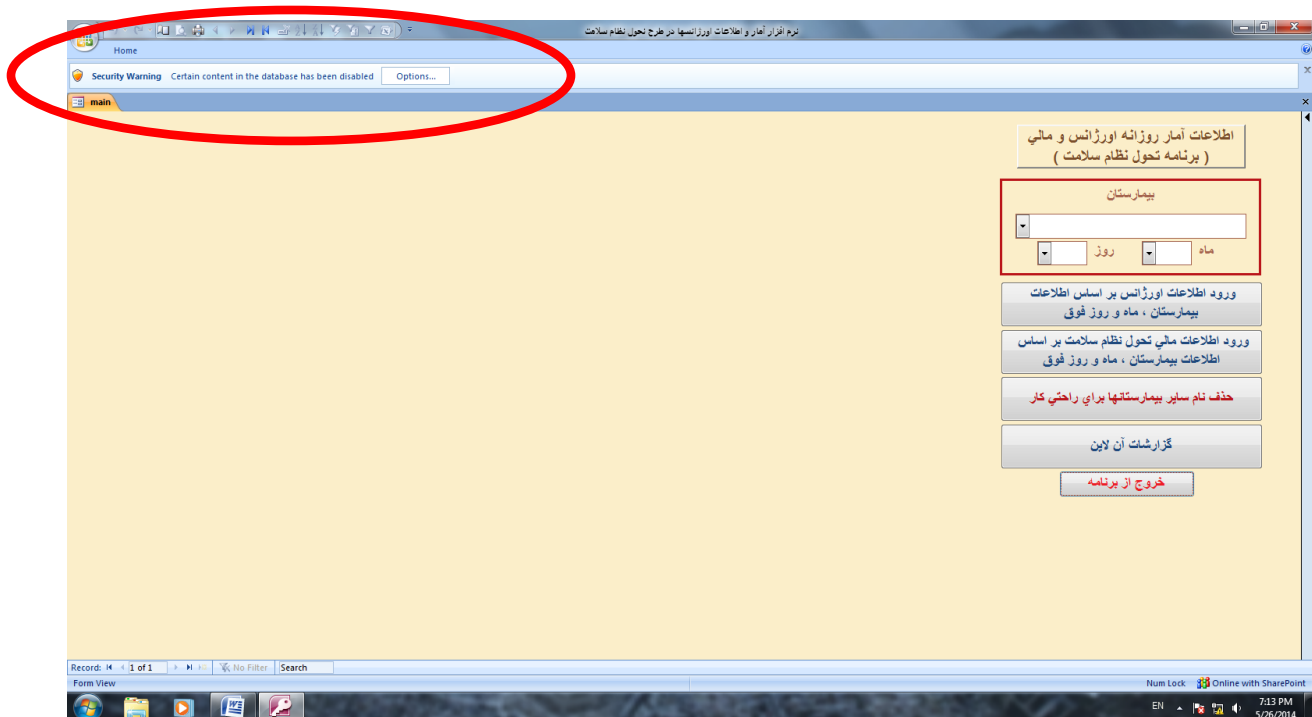 نرم افزار آمار و اطلاعات اورژانسها در طرح تحول نظام سلامت
Home
Security Warning Certain content in the database has been disabled Options...
main
اطلاعات آمار روزانه اورژانس و مالي
( برنامه تحول نظام سلامت )
بيمارستان
ماه روز
ورود اطلاعات اورژانس بر اساس اطلاعات
بيمارستان ، ماه و روز فوق
ورود اطلاعات مالي تحول نظام سلامت بر اساس
اطلاعات بيمارستان ، ماه و روز فوق
حذف نام ساير بيمارستانها براي راحتي كار
گزارشات آن لاين
خروج از برنامه
Record: 1 of 1 No Filter Search
Form View Num Lock Online with SharePoint
EN 7:13 PM
5/26/2014